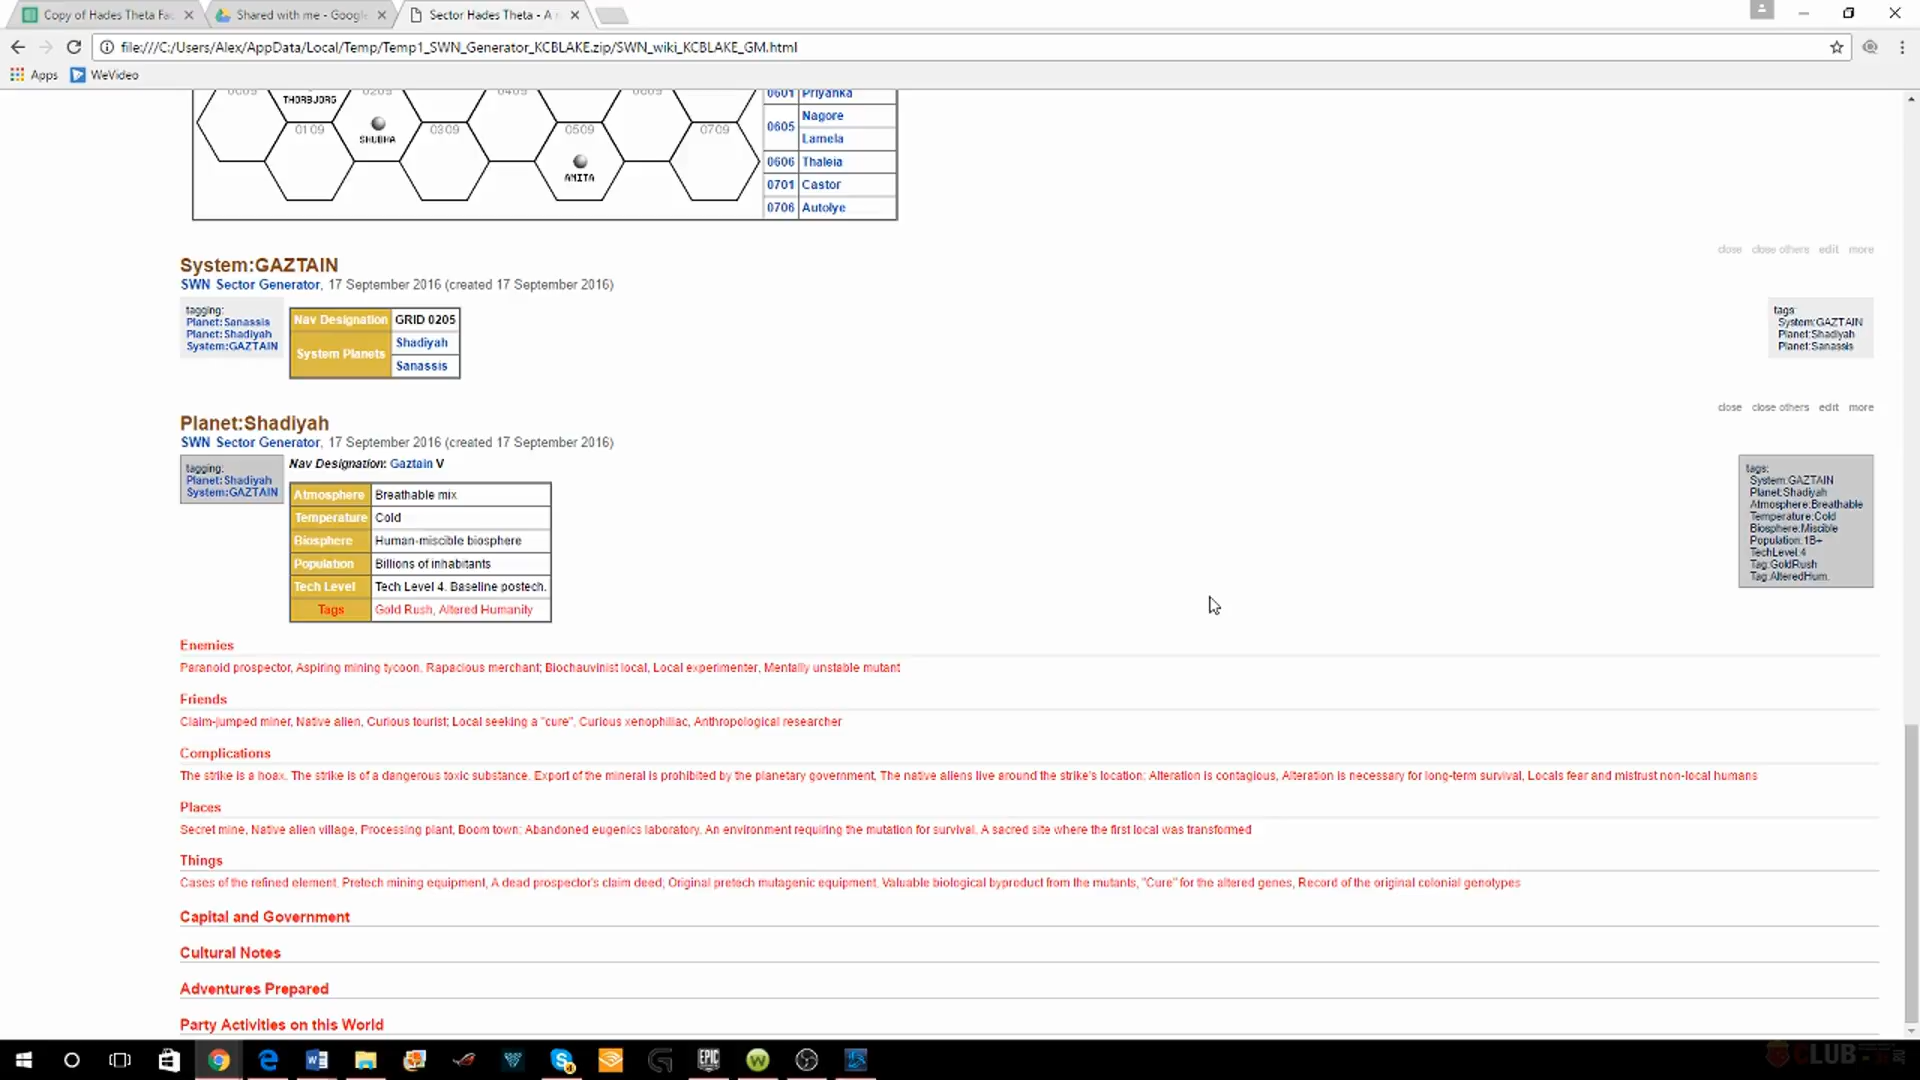 Copy of Hades Theta Fac
Shared with me - Google
Sector Hades Theta - A
file:///C:/Users/Alex/AppData/Local/Temp/Temp1_SWN_Generator_KCBLAKE.zip/SWN_wiki_KCBLAKE_GM.html
Apps WeVideo
0009 0209 0409 0609
THORBJORG
0109 0309 0509 0709
SHUBHA
ANITA
0601 Priyanka
0605 Nagore
Lamela
0606 Thaleia
0701 Castor
0706 Autolye
close close others edit more
System:GAZTAIN
SWN Sector Generator, 17 September 2016 (created 17 September 2016)
tagging:
Planet:Sanassis
Planet:Shadiyah
System:GAZTAIN
Nav Designation GRID 0205
System Planets Shadiyah
Sanassis
tags:
System:GAZTAIN
Planet:Shadiyah
Planet:Sanassis
close close others edit more
Planet:Shadiyah
SWN Sector Generator, 17 September 2016 (created 17 September 2016)
tagging:
Planet:Shadiyah
System:GAZTAIN
Nav Designation: Gaztain V
Atmosphere Breathable mix
Temperature Cold
Biosphere Human-miscible biosphere
Population Billions of inhabitants
Tech Level Tech Level 4. Baseline postech.
Tags Gold Rush, Altered Humanity
tags:
System:GAZTAIN
Planet:Shadiyah
Atmosphere:Breathable
Temperature:Cold
Biosphere:Miscible
Population:1B+
TechLevel:4
Tag:GoldRush
Tag:AlteredHum.
Enemies
Paranoid prospector, Aspiring mining tycoon, Rapacious merchant; Biochauvinist local, Local experimenter, Mentally unstable mutant
Friends
Claim-jumped miner, Native alien, Curious tourist; Local seeking a "cure", Curious xenophiliac, Anthropological researcher
Complications
The strike is a hoax, The strike is of a dangerous toxic substance, Export of the mineral is prohibited by the planetary government, The native aliens live around the strike's location; Alteration is contagious, Alteration is necessary for long-term survival, Locals fear and mistrust non-local humans
Places
Secret mine, Native alien village, Processing plant, Boom town; Abandoned eugenics laboratory, An environment requiring the mutation for survival, A sacred site where the first local was transformed
Things
Cases of the refined element, Pretech mining equipment, A dead prospector's claim deed; Original pretech mutagenic equipment, Valuable biological byproduct from the mutants, "Cure" for the altered genes, Record of the original colonial genotypes
Capital and Government
Cultural Notes
Adventures Prepared
Party Activities on this World
EPIC
CLUB